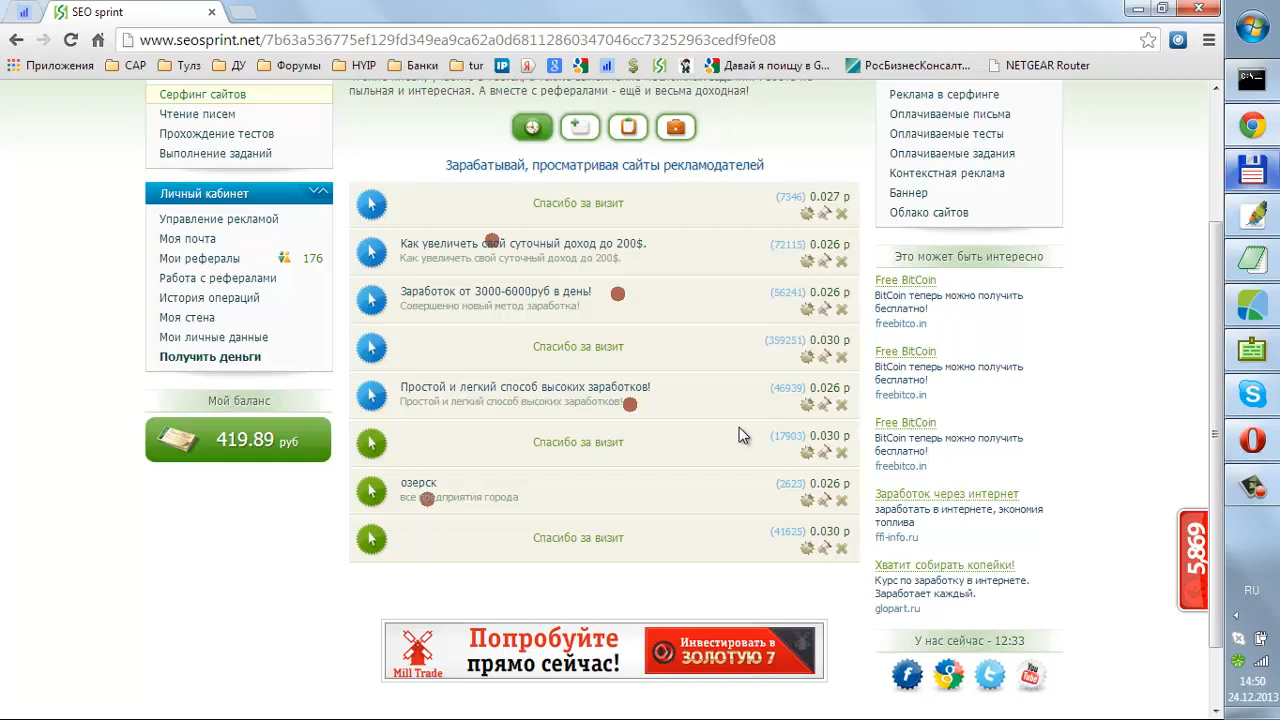 SEO sprint
www.seosprint.net/7b63a536775ef129fd349ea9ca62a0d68112860347046cc73252963cedf9fe08
Приложения
CAP
Тулз
ДУ
Форумы
HYIP
Банки
tur
Давай я поищу в G...
РосБизнесКонсалт...
NETGEAR Router
пыльная и интересная. А вместе с рефералами - ещё и весьма доходная!
Серфинг сайтов
Чтение писем
Прохождение тестов
Выполнение заданий
Личный кабинет
Управление рекламой
Моя почта
Мои рефералы 176
Работа с рефералами
История операций
Моя стена
Мои личные данные
Получить деньги
Мой баланс
419.89 руб
Зарабатывай, просматривая сайты рекламодателей
Спасибо за визит (7346) 0.027 р
Как увеличеть свой суточный доход до 200$. (72115) 0.026 р
Как увеличеть свой суточный доход до 200$.
Заработок от 3000-6000руб в день! (56241) 0.026 р
Совершенно новый метод заработка!
Спасибо за визит (359251) 0.030 р
Простой и легкий способ высоких заработков! (46939) 0.026 р
Простой и легкий способ высоких заработков!
Спасибо за визит (17903) 0.030 р
озерск (2623) 0.026 р
все предприятия города
Спасибо за визит (41625) 0.030 р
Mill Trade
Попробуйте
прямо сейчас!
Инвестировать в
ЗОЛОТУЮ 7
Реклама в серфинге
Оплачиваемые письма
Оплачиваемые тесты
Оплачиваемые задания
Контекстная реклама
Баннер
Облако сайтов
Это может быть интересно
Free BitCoin
BitCoin теперь можно получить
бесплатно!
freebitco.in
Free BitCoin
BitCoin теперь можно получить
бесплатно!
freebitco.in
Free BitCoin
BitCoin теперь можно получить
бесплатно!
freebitco.in
Заработок через интернет
заработать в интернете, экономия
топлива
ffi-info.ru
Хватит собирать копейки!
Курс по заработку в интернете.
Заработает каждый.
glopart.ru
У нас сейчас - 12:33
You
Tube
5,869
RU
14:50
24.12.2013